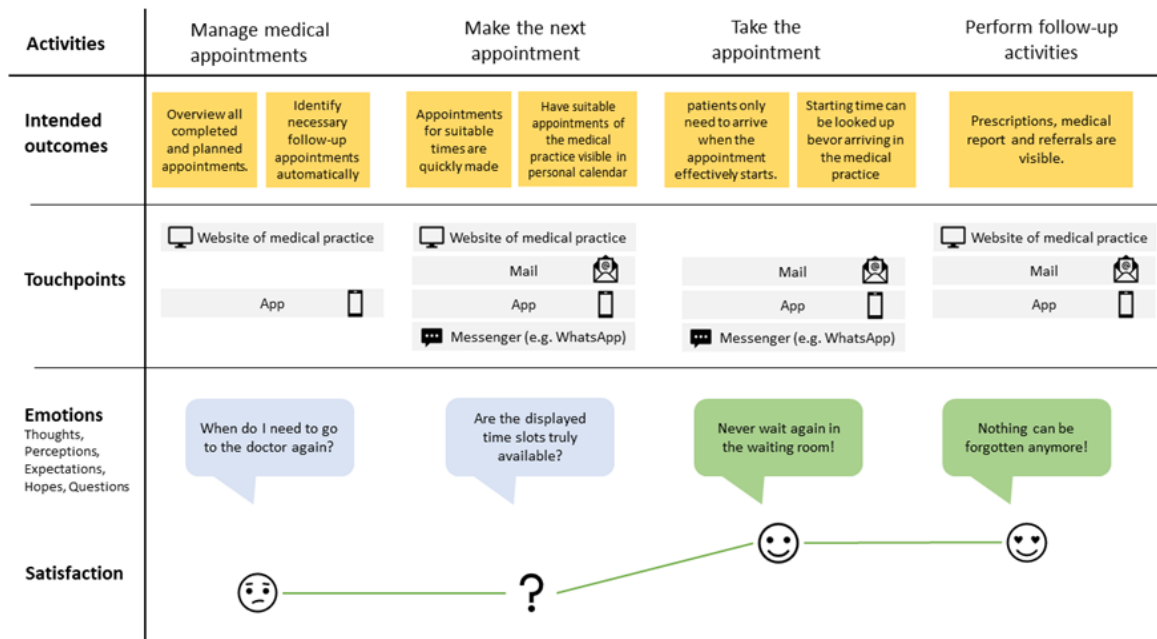 Activities
Manage medical
appointments
Make the next
appointment
Take the
appointment
Perform follow-up
activities
Intended
outcomes
Overview all
completed
and planned
appointments.
Identify
necessary
follow-up
appointments
automatically
Appointments
for suitable
times are
quickly made
Have suitable
appointments of
the medical
practice visible in
personal calendar
patients only
need to arrive
when the
appointment
effectively starts.
Starting time can
be looked up
bevor arriving in
the medical
practice
Prescriptions, medical
report and referrals are
visible.
Touchpoints
Website of medical practice
App
Website of medical practice
Mail
App
Messenger (e.g. WhatsApp)
Mail
App
Messenger (e.g. WhatsApp)
Website of medical practice
Mail
App
Emotions
Thoughts,
Perceptions,
Expectations,
Hopes, Questions
When do I need to go
to the doctor again?
Are the displayed
time slots truly
available?
Never wait again in
the waiting room!
Nothing can be
forgotten anymore!
Satisfaction
?